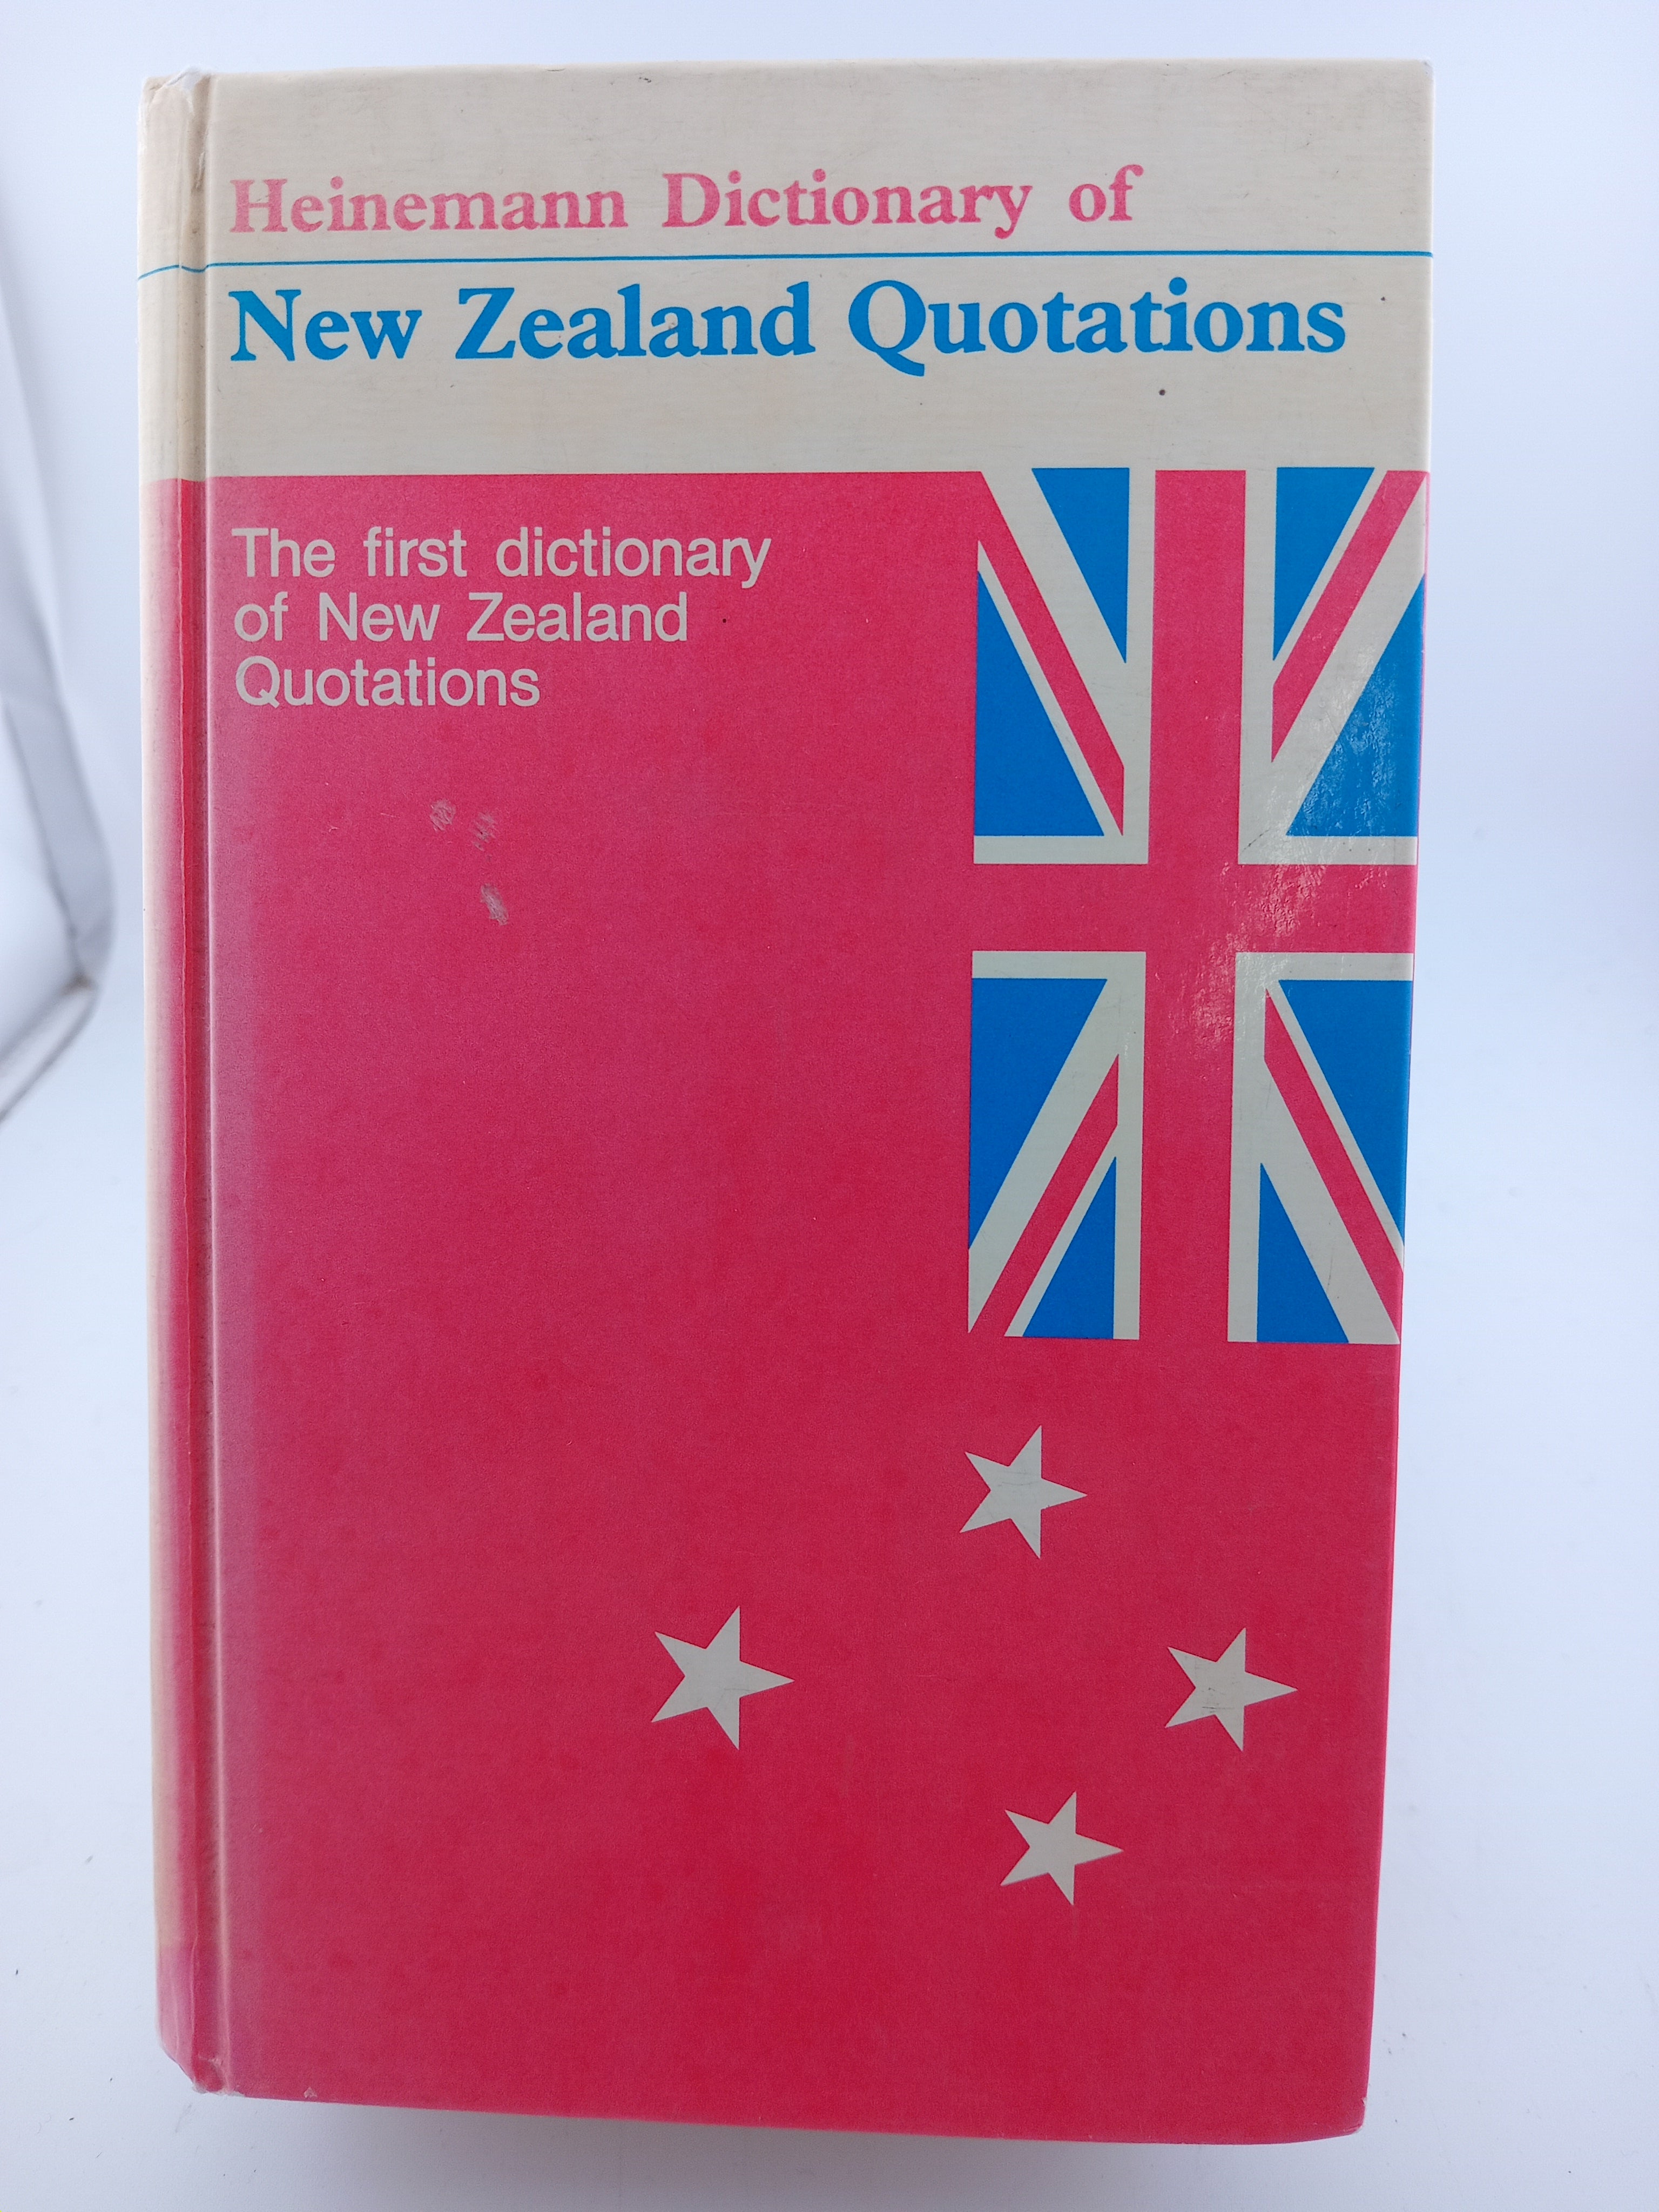 Heinemann Dictionary of
New Zealand Quotations
The first dictionary
of New Zealand
Quotations